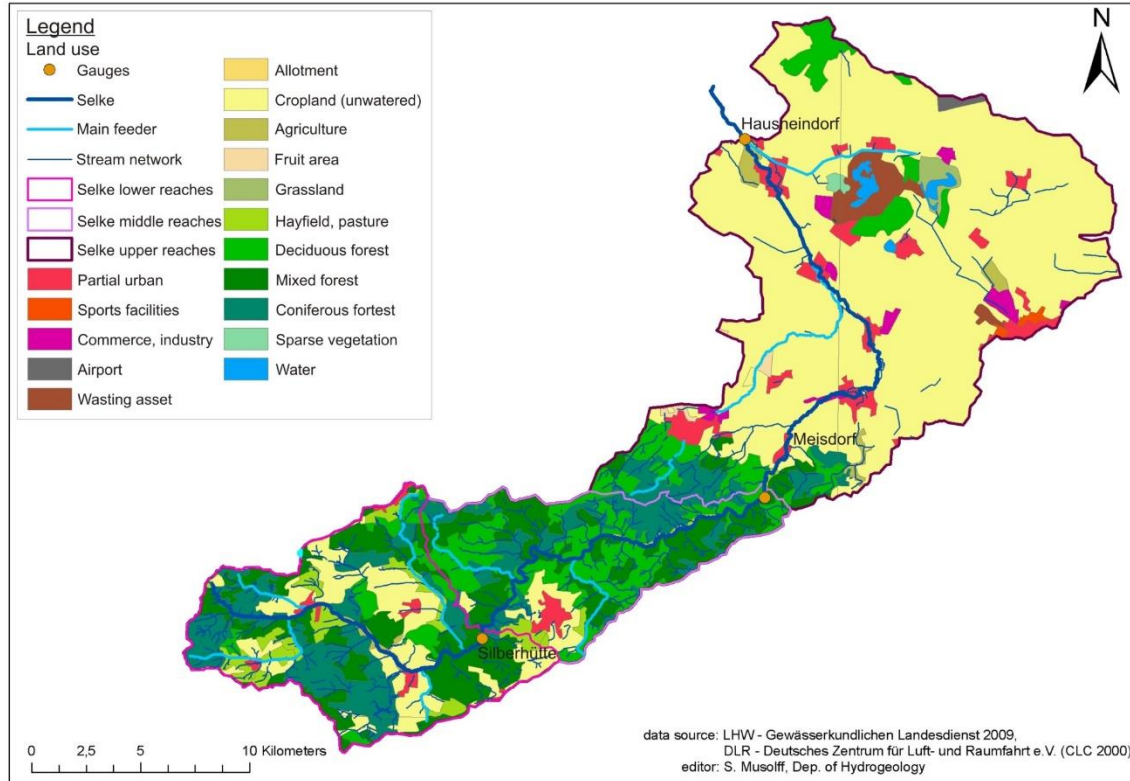 Legend
Land use
Gauges
Selke
Main feeder
Stream network
Selke lower reaches
Selke middle reaches
Selke upper reaches
Partial urban
Sports facilities
Commerce, industry
Airport
Wasting asset
Allotment
Cropland (unwatered)
Agriculture
Fruit area
Grassland
Hayfield, pasture
Deciduous forest
Mixed forest
Coniferous fortest
Sparse vegetation
Water
N
Hausneindorf
Meisdorf
Silberhütte
0 2,5 5 10 Kilometers
data source: LHW - Gewässerkundlichen Landesdienst 2009,
DLR - Deutsches Zentrum für Luft- und Raumfahrt e.V. (CLC 2000)
editor: S. Musolff, Dep. of Hydrogeology